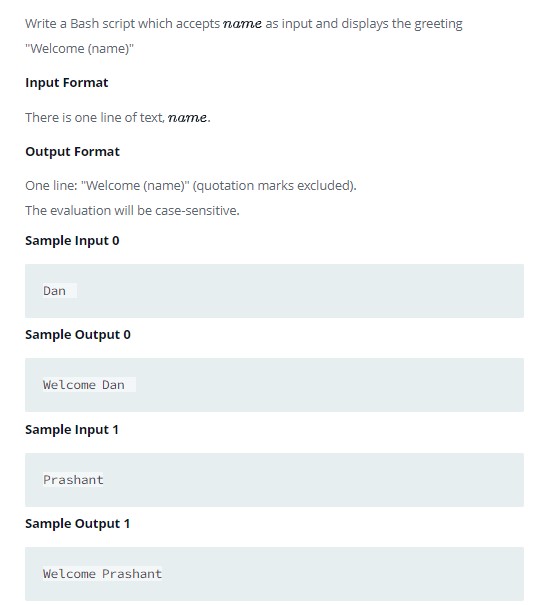 Write a Bash script which accepts name as input and displays the greeting
"Welcome (name)"
Input Format
There is one line of text, name.
Output Format
One line: "Welcome (name)" (quotation marks excluded).
The evaluation will be case-sensitive.
Sample Input 0
Dan
Sample Output 0
Welcome Dan
Sample Input 1
Prashant
Sample Output 1
Welcome Prashant